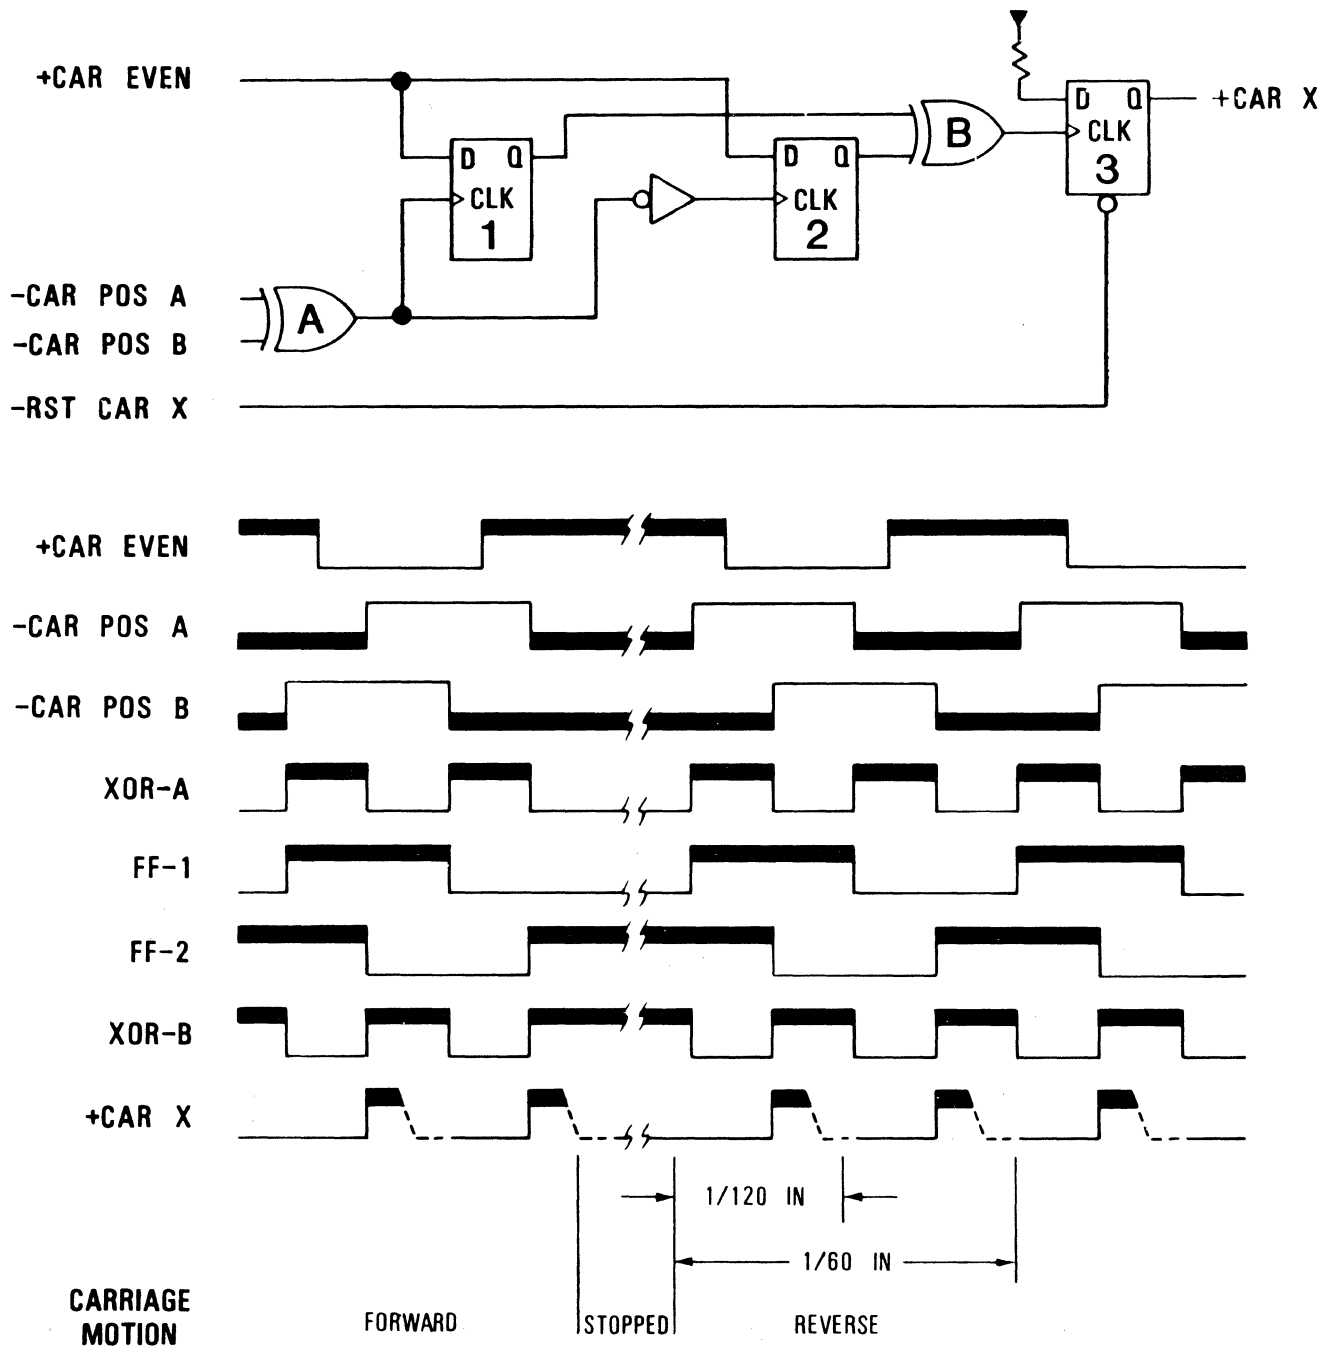 +CAR EVEN
D Q
CLK
1
D Q
CLK
2
B
D Q
CLK
3
+CAR X
-CAR POS A
-CAR POS B
A
-RST CAR X
+CAR EVEN
-CAR POS A
-CAR POS B
XOR-A
FF-1
FF-2
XOR-B
+CAR X
1/120 IN
1/60 IN
CARRIAGE
MOTION
FORWARD
STOPPED
REVERSE